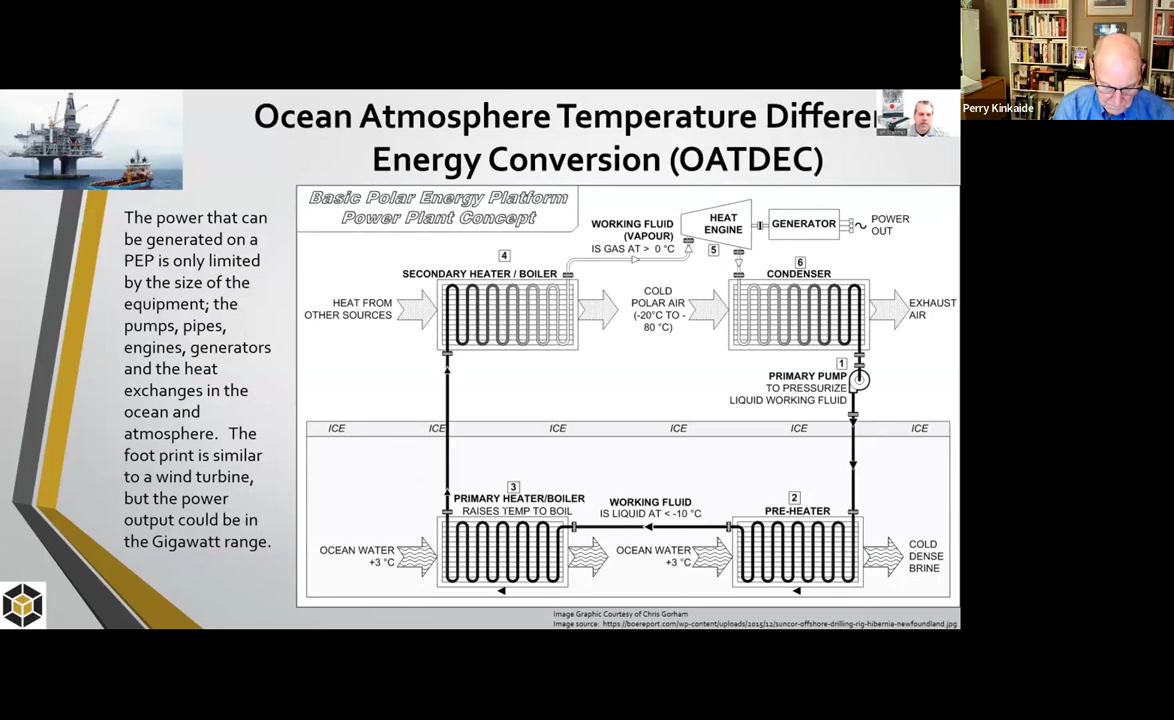 Perry Kinkaide
Ocean Atmosphere Temperature Differen
Energy Conversion (OATDEC)
The power that can
be generated on a
PEP is only limited
by the size of the
equipment; the
pumps, pipes,
engines, generators
and the heat
exchanges in the
ocean and
atmosphere. The
foot print is similar
to a wind turbine,
but the power
output could be in
the Gigawatt range.
Basic Polar Energy Platform
Power Plant Concept
WORKING FLUID
(VAPOUR)
IS GAS AT > 0 °C
HEAT
ENGINE
5
GENERATOR
POWER
OUT
4
SECONDARY HEATER / BOILER
HEAT FROM
OTHER SOURCES
COLD
POLAR AIR
(-20°C TO -
80 °C)
6
CONDENSER
EXHAUST
AIR
1
PRIMARY PUMP
TO PRESSURIZE
LIQUID WORKING FLUID
ICE ICE ICE ICE ICE ICE
3
PRIMARY HEATER/BOILER
RAISES TEMP TO BOIL
WORKING FLUID
IS LIQUID AT < -10 °C
2
PRE-HEATER
OCEAN WATER
+3 °C
OCEAN WATER
+3 °C
COLD
DENSE
BRINE
Image Graphic Courtesy of Chris Gorham
Image source: https://boereport.com/wp-content/uploads/2015/12/suncor-offshore-drilling-rig-hibernia-newfoundland.jpg